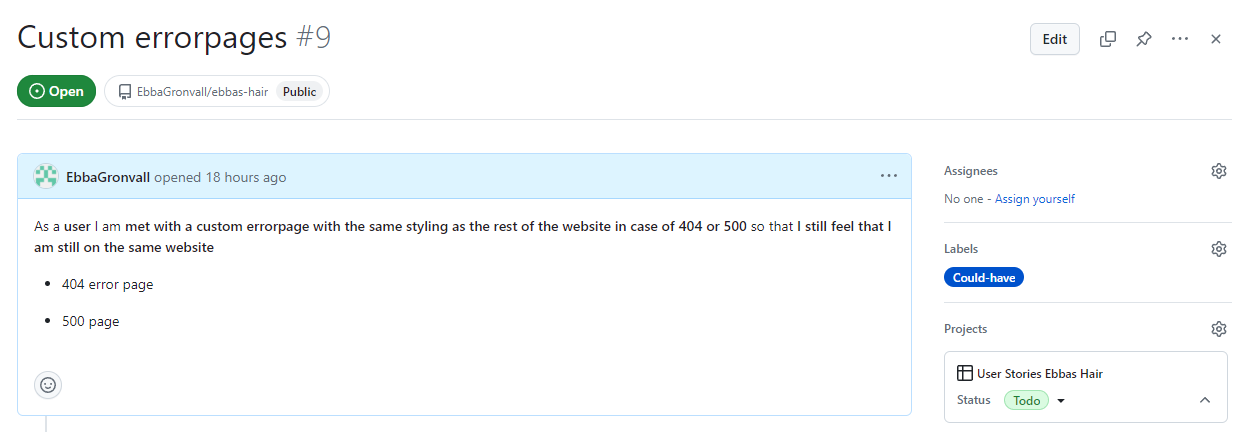 Custom errorpages #9
Edit
Open
EbbaGronvall/ebbas-hair Public
EbbaGronvall opened 18 hours ago
As a user I am met with a custom errorpage with the same styling as the rest of the website in case of 404 or 500 so that I still feel that I
am still on the same website
404 error page
500 page
Assignees
No one - Assign yourself
Labels
Could-have
Projects
User Stories Ebbas Hair
Status Todo